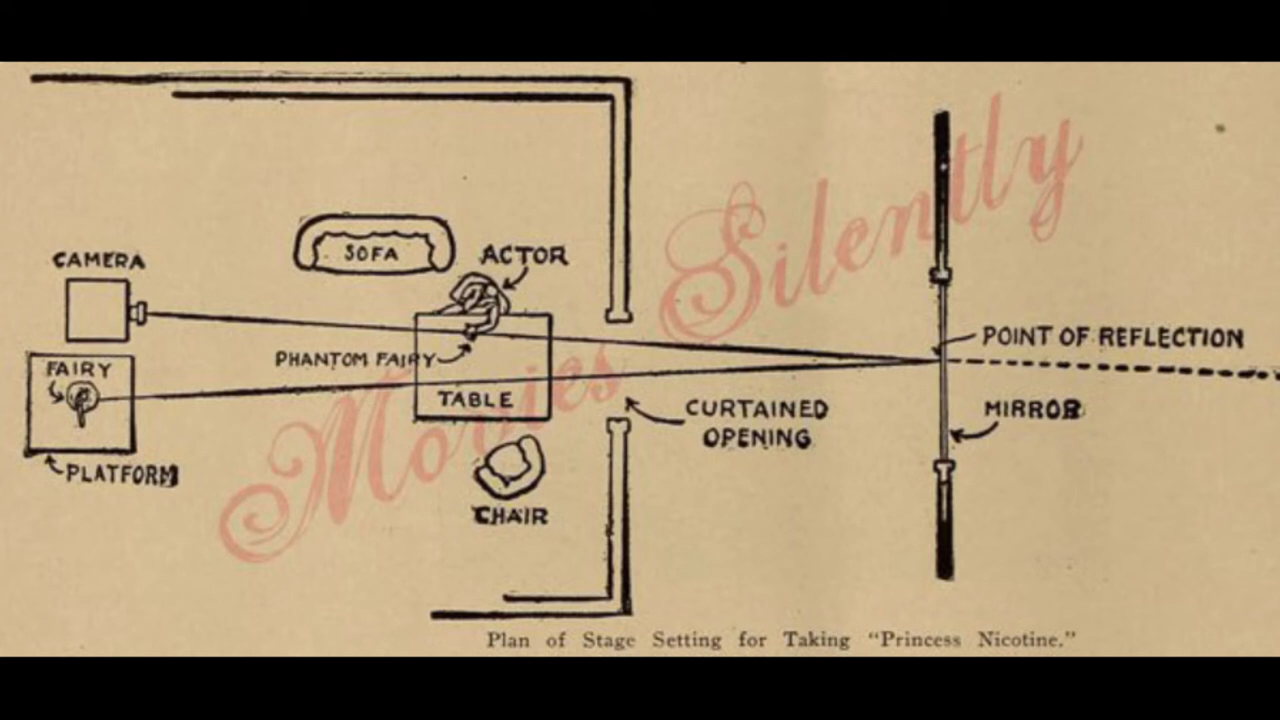 SOFA
ACTOR
CAMERA
POINT OF REFLECTION
PHANTOM FAIRY
FAIRY
TABLE
CURTAINED
OPENING
MIRROR
PLATFORM
CHAIR
Movies Silently
Plan of Stage Setting for Taking "Princess Nicotine."